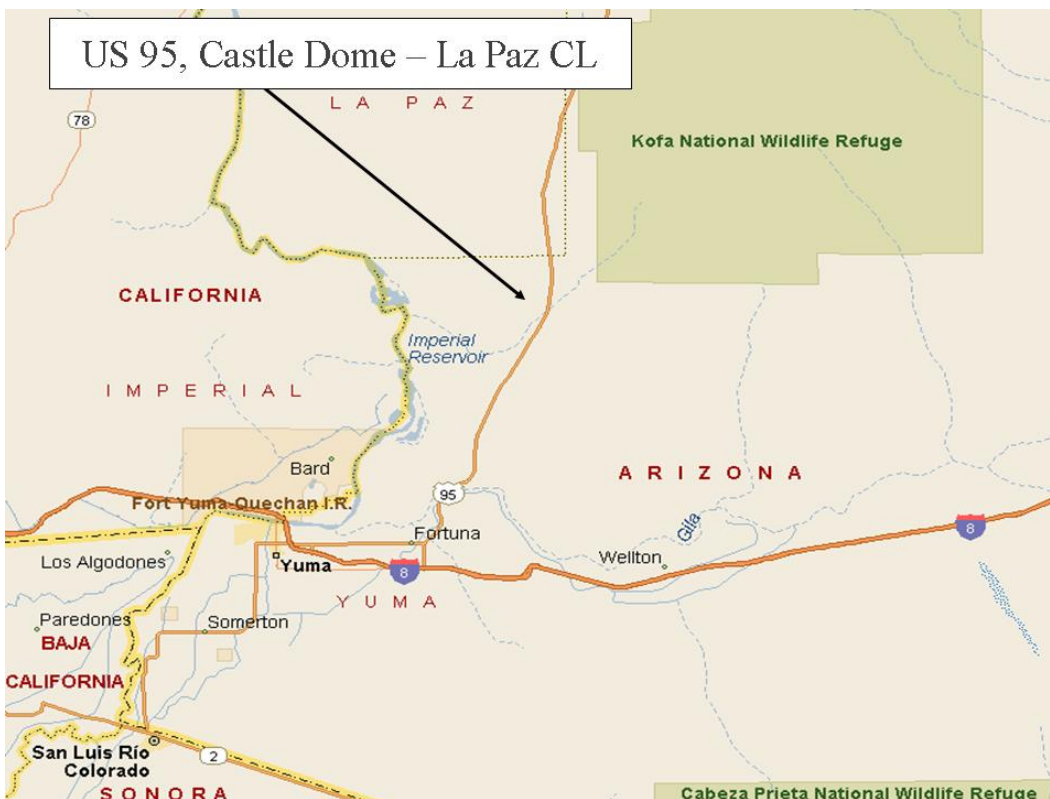 US 95, Castle Dome – La Paz CL
LA PAZ
78
Kofa National Wildlife Refuge
CALIFORNIA
Imperial
Reservoir
IMPERIAL
Bard
ARIZONA
95
Fort Yuma-Quechan I.R.
Fortuna
Gila
8
Los Algodones
Yuma
8
Wellton
YUMA
Paredones
Somerton
BAJA
CALIFORNIA
San Luis Río
Colorado
2
SONORA
Cabeza Prieta National Wildlife Refuge